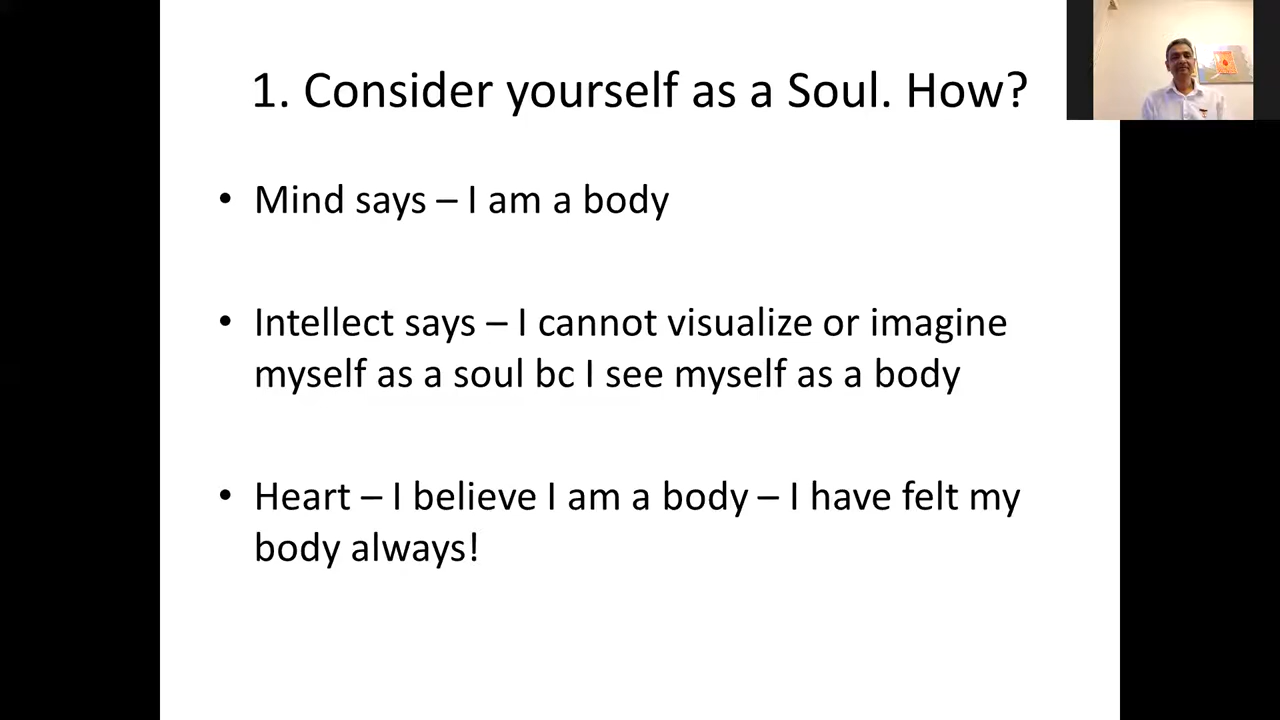 1. Consider yourself as a Soul. How?
• Mind says – I am a body
• Intellect says – I cannot visualize or imagine
myself as a soul bc I see myself as a body
• Heart – I believe I am a body – I have felt my
body always!